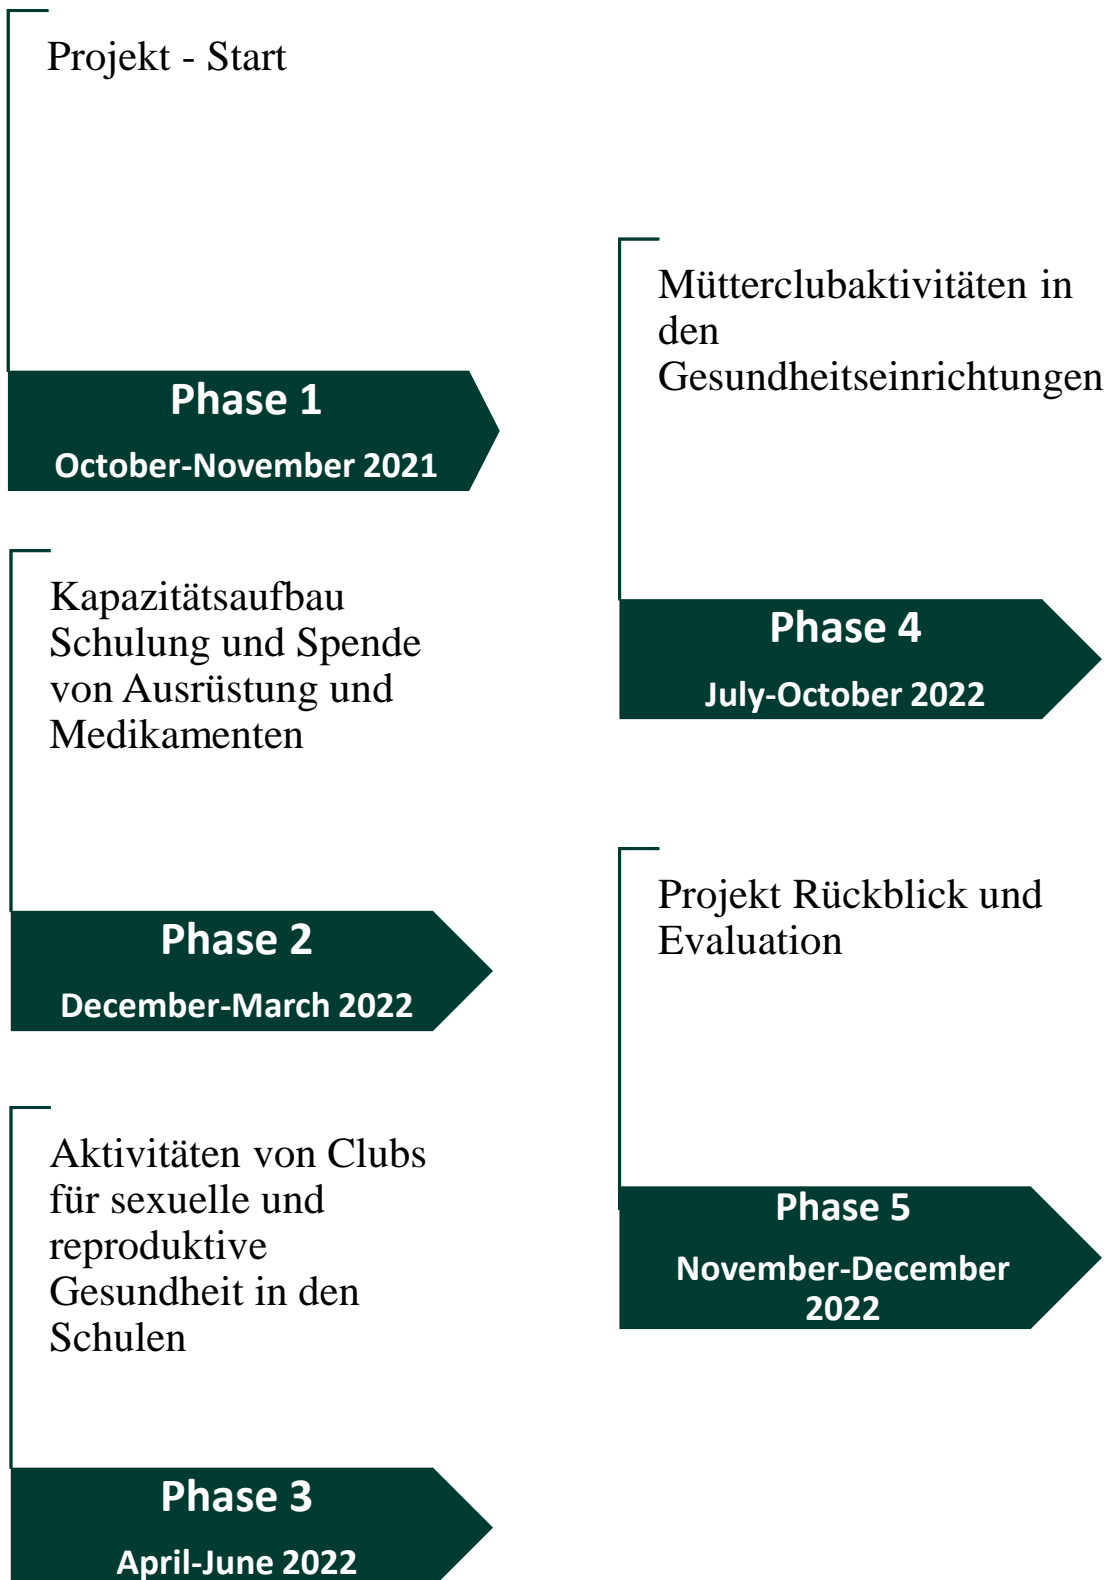 Projekt - Start
Phase 1
October-November 2021
Kapazitätsaufbau
Schulung und Spende
von Ausrüstung und
Medikamenten
Phase 2
December-March 2022
Aktivitäten von Clubs
für sexuelle und
reproduktive
Gesundheit in den
Schulen
Phase 3
April-June 2022
Mütterclubaktivitäten in
den
Gesundheitseinrichtungen
Phase 4
July-October 2022
Projekt Rückblick und
Evaluation
Phase 5
November-December
2022